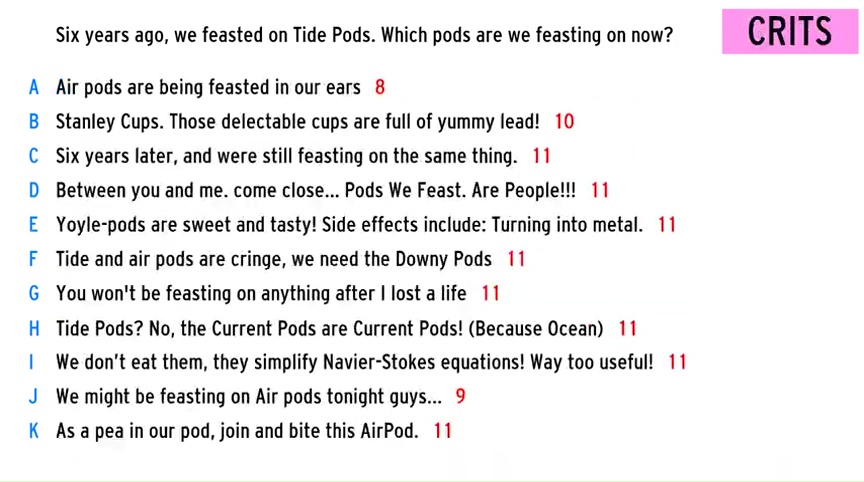 Six years ago, we feasted on Tide Pods. Which pods are we feasting on now?
CRITS
A Air pods are being feasted in our ears 8
B Stanley Cups. Those delectable cups are full of yummy lead! 10
C Six years later, and were still feasting on the same thing. 11
D Between you and me. come close... Pods We Feast. Are People!!! 11
E Yoyle-pods are sweet and tasty! Side effects include: Turning into metal. 11
F Tide and air pods are cringe, we need the Downy Pods 11
G You won't be feasting on anything after I lost a life 11
H Tide Pods? No, the Current Pods are Current Pods! (Because Ocean) 11
I We don't eat them, they simplify Navier-Stokes equations! Way too useful! 11
J We might be feasting on Air pods tonight guys... 9
K As a pea in our pod, join and bite this AirPod. 11